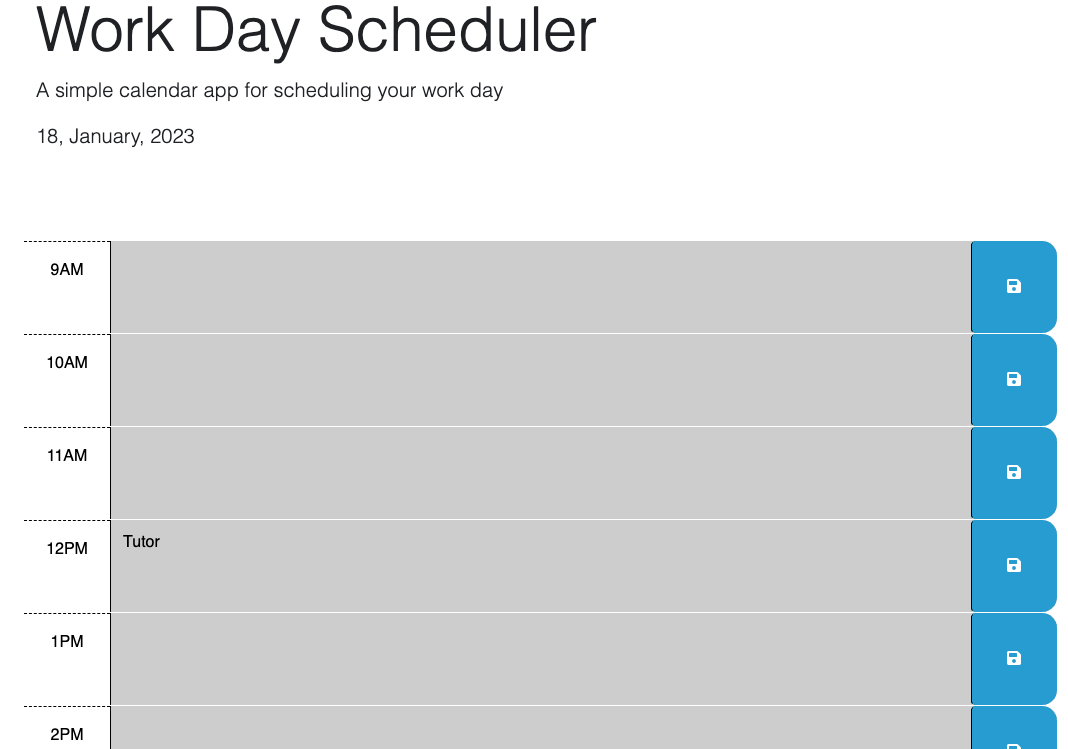 Work Day Scheduler
A simple calendar app for scheduling your work day
18, January, 2023
9AM
10AM
11AM
12PM
Tutor
1PM
2PM